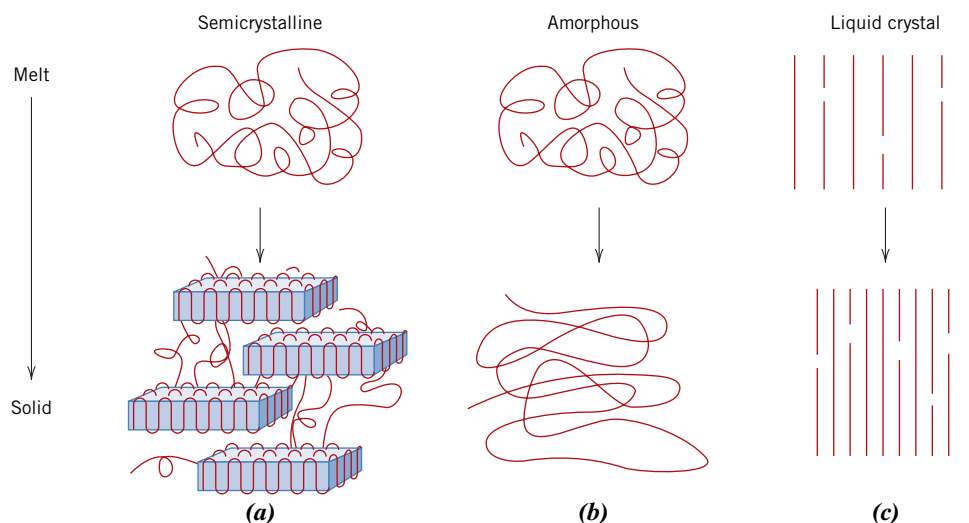 Semicrystalline
Amorphous
Liquid crystal
Melt
Solid
(a)
(b)
(c)